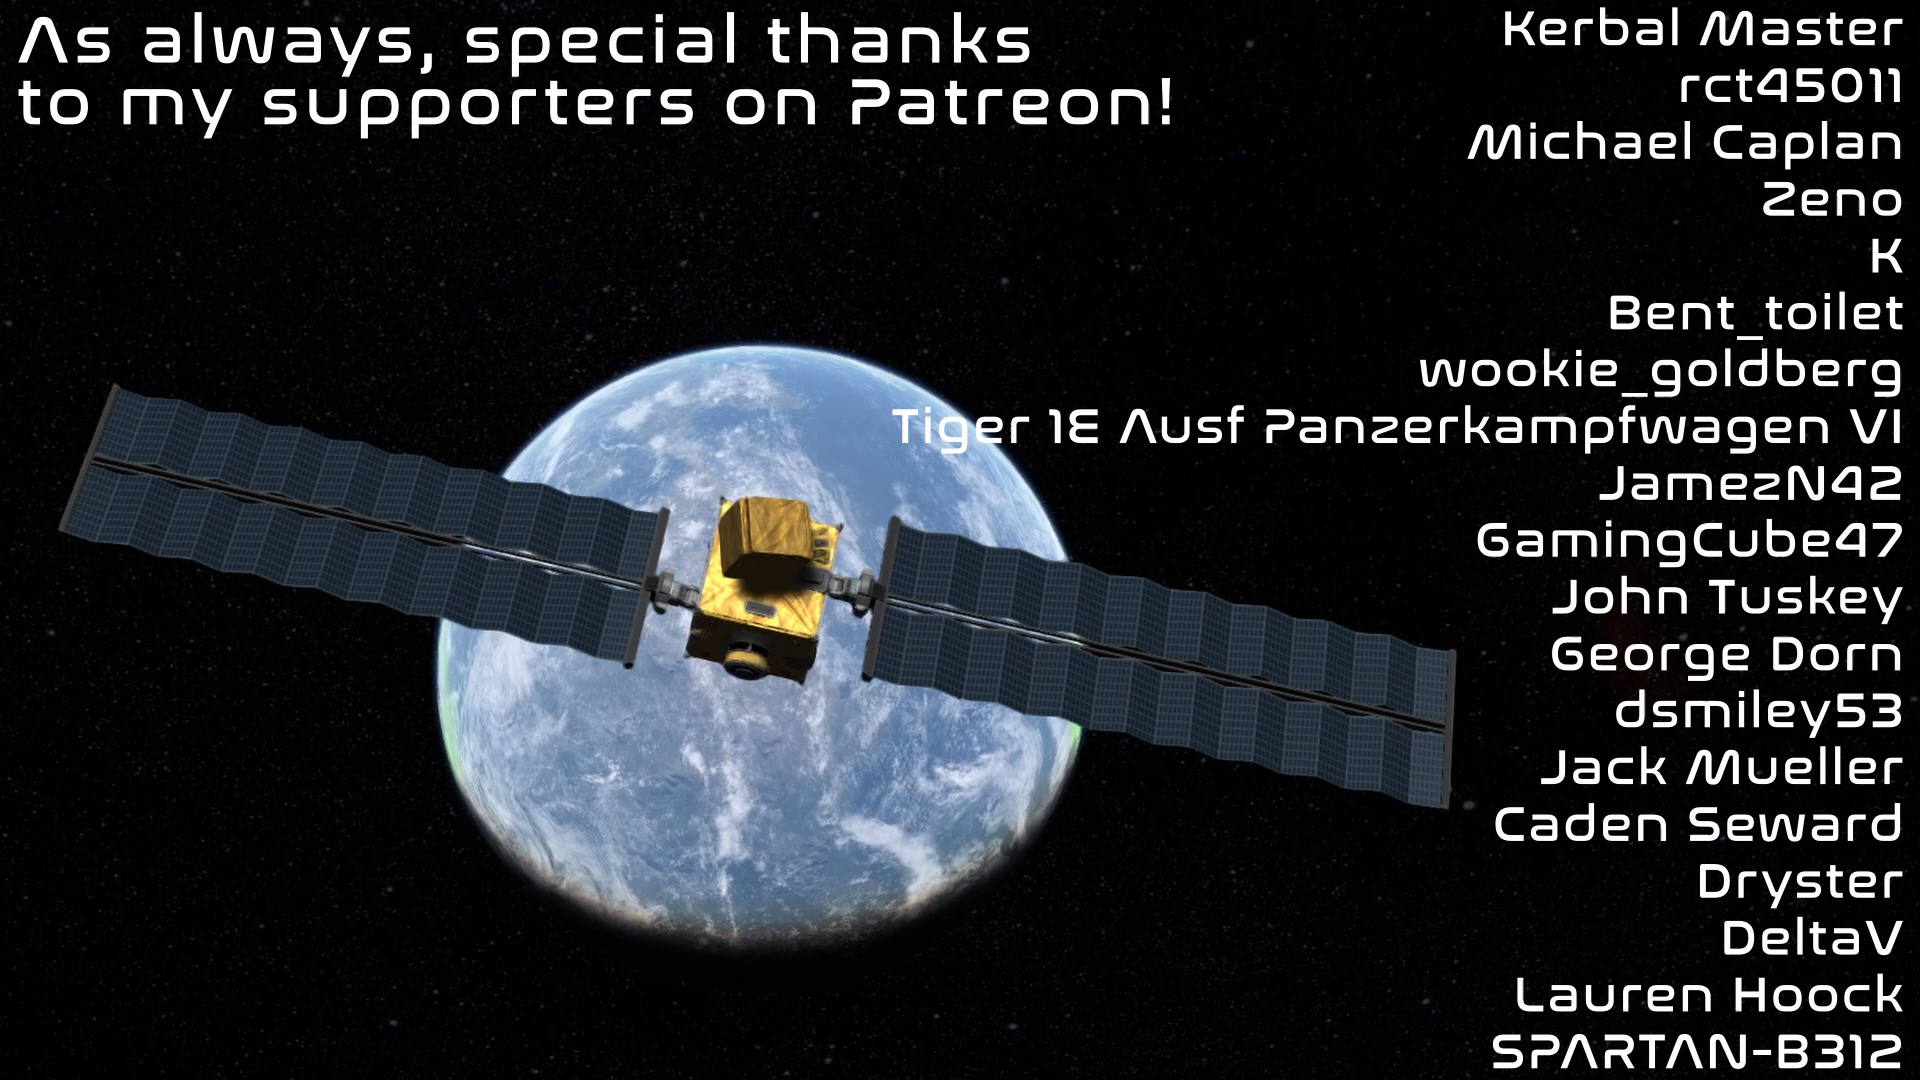 As always, special thanks
to my supporters on Patreon!
Kerbal Master
rct45011
Michael Caplan
Zeno
K
Bent_toilet
wookie_goldberg
Tiger 1E Ausf Panzerkampfwagen VI
JamezN42
GamingCube47
John Tuskey
George Dorn
dsmiley53
Jack Mueller
Caden Seward
Dryster
DeltaV
Lauren Hoock
SPARTAN-B312